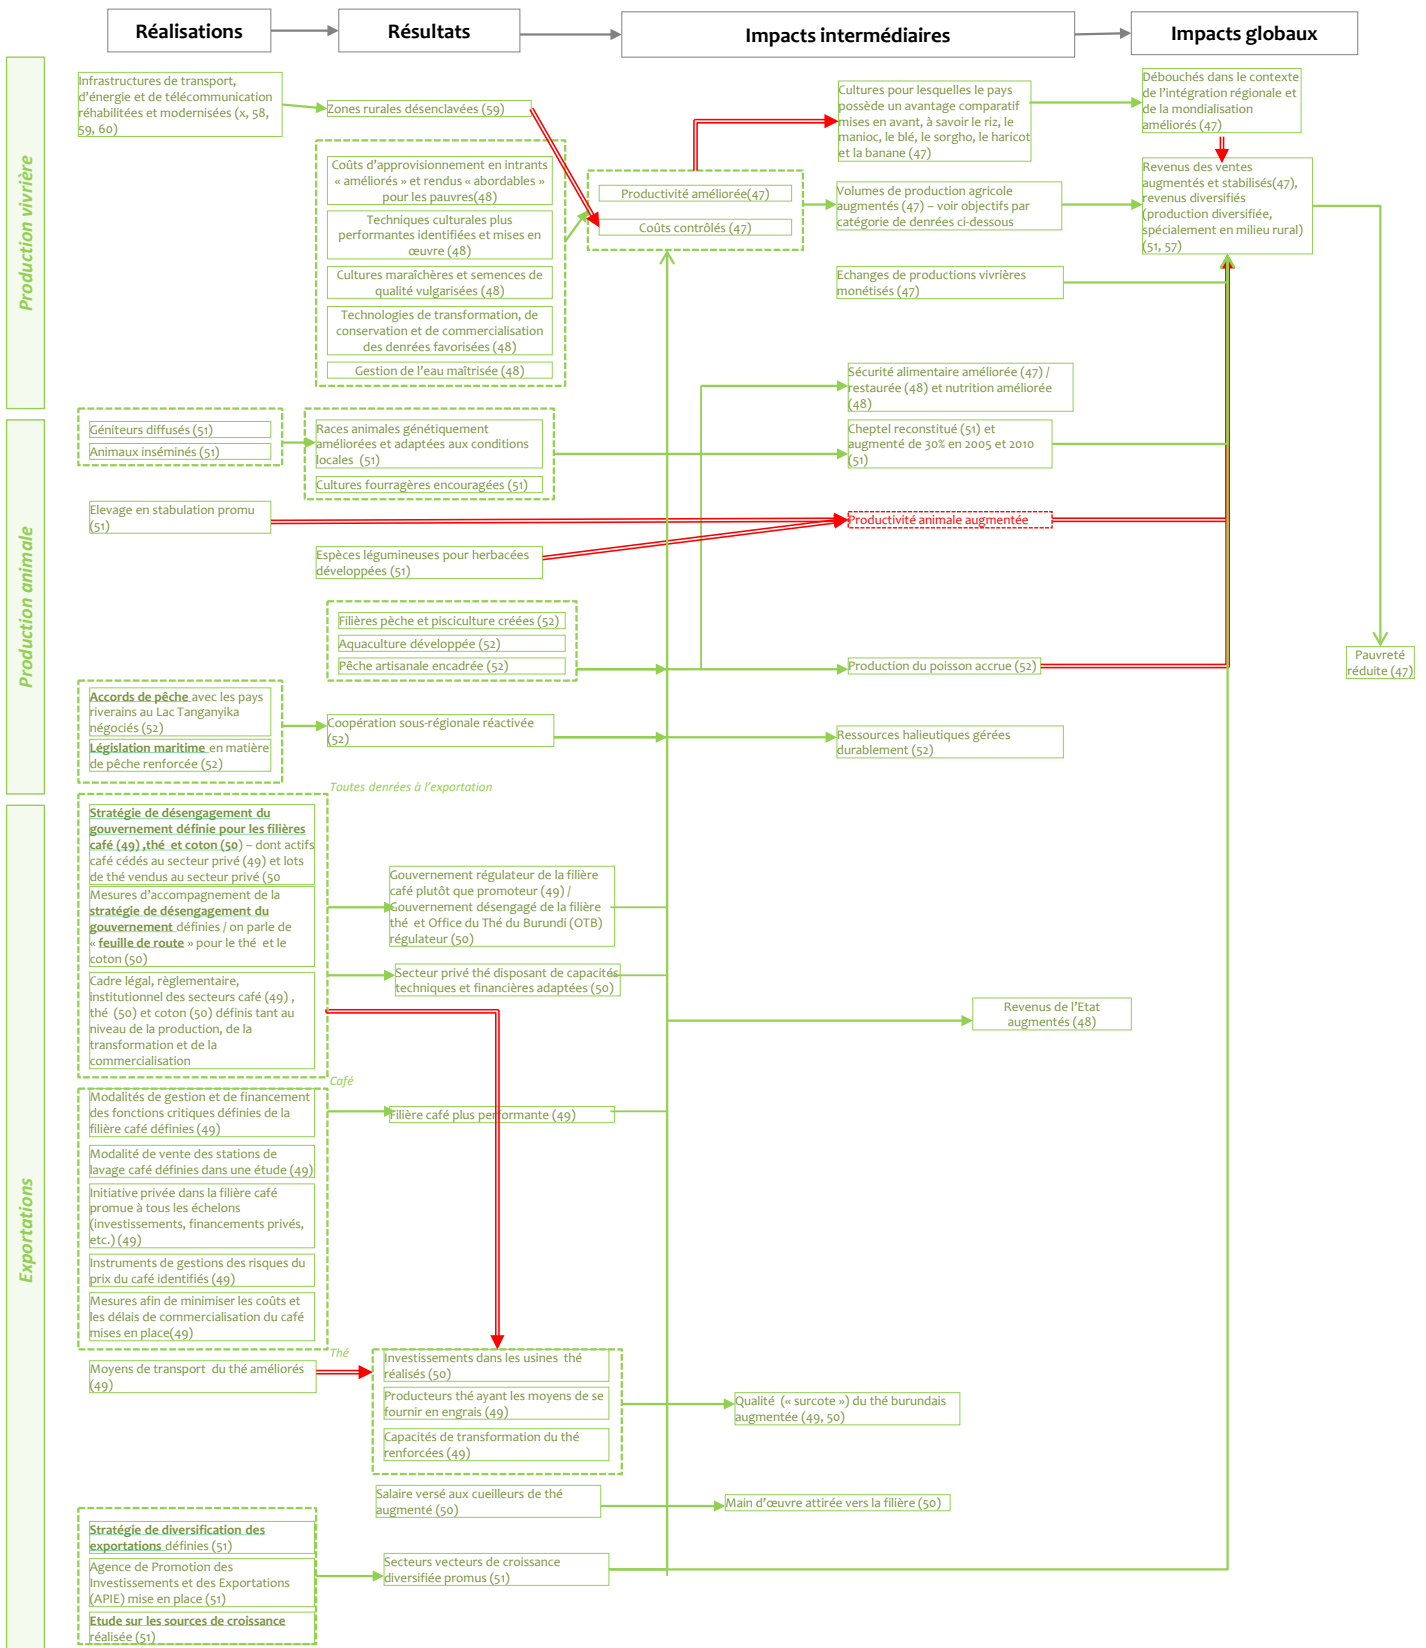 Réalisations
Résultats
Impacts intermédiaires
Impacts globaux
Production vivrière
Infrastructures de transport,
d’énergie et de télécommunication
réhabilitées et modernisées (x, 58,
59, 60)
Zones rurales désenclavées (59)
Coûts d’approvisionnement en intrants
« améliorés » et rendus « abordables »
pour les pauvres(48)
Techniques culturales plus
performantes identifiées et mises en
œuvre (48)
Cultures maraîchères et semences de
qualité vulgarisées (48)
Technologies de transformation, de
conservation et de commercialisation
des denrées favorisées (48)
Gestion de l’eau maîtrisée (48)
Productivité améliorée(47)
Coûts contrôlés (47)
Cultures pour lesquelles le pays
possède un avantage comparatif
mises en avant, à savoir le riz, le
manioc, le blé, le sorgho, le haricot
et la banane (47)
Volumes de production agricole
augmentés (47) – voir objectifs par
catégorie de denrées ci-dessous
Echanges de productions vivrières
monétisés (47)
Sécurité alimentaire améliorée (47) /
restaurée (48) et nutrition améliorée
(48)
Débouchés dans le contexte
de l’intégration régionale et
de la mondialisation
améliorés (47)
Revenus des ventes
augmentés et stabilisés(47),
revenus diversifiés
(production diversifiée,
spécialement en milieu rural)
(51, 57)
Production animale
Géniteurs diffusés (51)
Animaux inséminés (51)
Races animales génétiquement
améliorées et adaptées aux conditions
locales (51)
Cultures fourragères encouragées (51)
Cheptel reconstitué (51) et
augmenté de 30% en 2005 et 2010
(51)
Elevage en stabulation promu
(51)
Productivité animale augmentée
Espèces légumineuses pour herbacées
développées (51)
Filières pèche et pisciculture créées (52)
Aquaculture développée (52)
Pêche artisanale encadrée (52)
Production du poisson accrue (52)
Pauvreté
réduite (47)
Accords de pêche avec les pays
riverains au Lac Tanganyika
négociés (52)
Législation maritime en matière
de pêche renforcée (52)
Coopération sous-régionale réactivée
(52)
Ressources halieutiques gérées
durablement (52)
Exportations
Toutes denrées à l’exportation
Stratégie de désengagement du
gouvernement définie pour les filières
café (49) ,thé et coton (50) – dont actifs
café cédés au secteur privé (49) et lots
de thé vendus au secteur privé (50
Mesures d’accompagnement de la
stratégie de désengagement du
gouvernement définies / on parle de
« feuille de route » pour le thé et le
coton (50)
Cadre légal, règlementaire,
institutionnel des secteurs café (49) ,
thé (50) et coton (50) définis tant au
niveau de la production, de la
transformation et de la
commercialisation
Gouvernement régulateur de la filière
café plutôt que promoteur (49) /
Gouvernement désengagé de la filière
thé et Office du Thé du Burundi (OTB)
régulateur (50)
Secteur privé thé disposant de capacités
techniques et financières adaptées (50)
Revenus de l’Etat
augmentés (48)
Café
Modalités de gestion et de financement
des fonctions critiques définies de la
filière café définies (49)
Modalité de vente des stations de
lavage café définies dans une étude (49)
Initiative privée dans la filière café
promue à tous les échelons
(investissements, financements privés,
etc.) (49)
Instruments de gestions des risques du
prix du café identifiés (49)
Mesures afin de minimiser les coûts et
les délais de commercialisation du café
mises en place(49)
Filière café plus performante (49)
Thé
Moyens de transport du thé améliorés
(49)
Investissements dans les usines thé
réalisés (50)
Producteurs thé ayant les moyens de se
fournir en engrais (49)
Capacités de transformation du thé
renforcées (49)
Qualité (« surcote ») du thé burundais
augmentée (49, 50)
Salaire versé aux cueilleurs de thé
augmenté (50)
Main d’œuvre attirée vers la filière (50)
Stratégie de diversification des
exportations définies (51)
Agence de Promotion des
Investissements et des Exportations
(APIE) mise en place (51)
Etude sur les sources de croissance
réalisée (51)
Secteurs vecteurs de croissance
diversifiée promus (51)